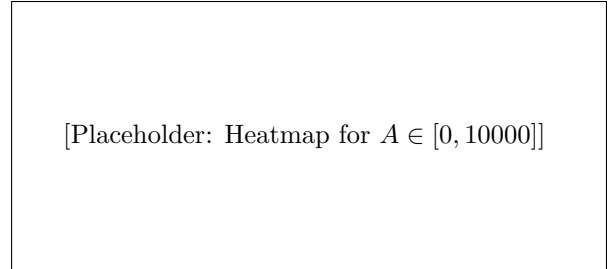 [Placeholder: Heatmap for A ∈ [0, 10000]]